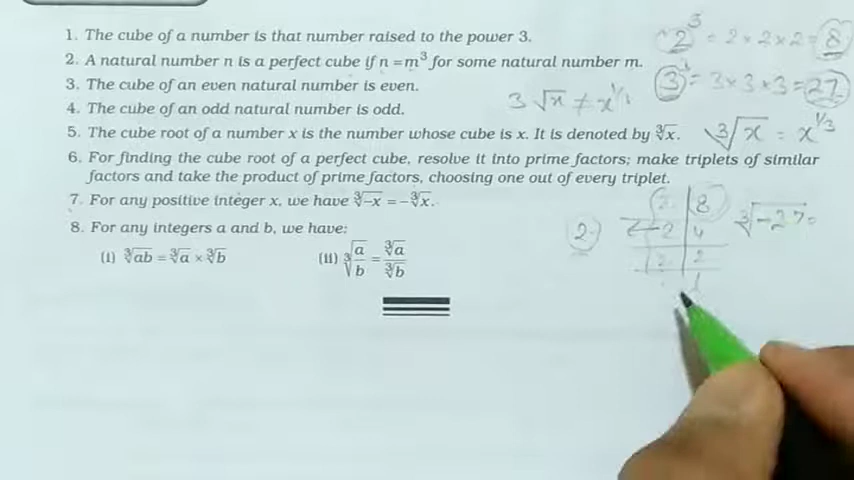 1. The cube of a number is that number raised to the power 3.
2. A natural number n is a perfect cube if n = m³ for some natural number m.
3. The cube of an even natural number is even.
4. The cube of an odd natural number is odd.
5. The cube root of a number x is the number whose cube is x. It is denoted by ∛x.
6. For finding the cube root of a perfect cube, resolve it into prime factors; make triplets of similar
factors and take the product of prime factors, choosing one out of every triplet.
7. For any positive integer x, we have ∛-x = -∛x.
8. For any integers a and b, we have:
(i) ∛ab = ∛a × ∛b (ii) ∛(a/b) = ∛a/∛b
2³ = 2 × 2 × 2 = 8
3³ = 3 × 3 × 3 = 27
3√x ≠ x
∛x = x^1/3
2 | 8
2 | 4
2 | 2
1
2
∛-27 =